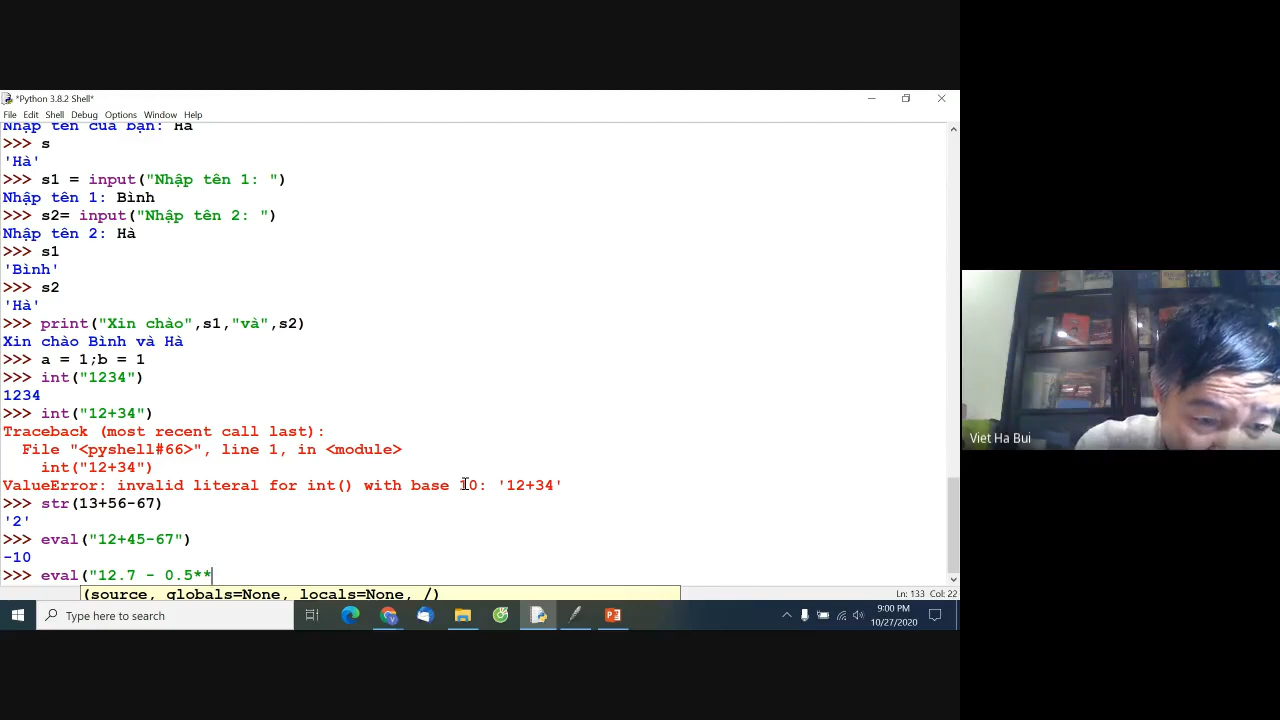 *Python 3.8.2 Shell*
File Edit Shell Debug Options Window Help
Nhập tên của bạn: Hà
>>> s
'Hà'
>>> s1 = input("Nhập tên 1: ")
Nhập tên 1: Bình
>>> s2= input("Nhập tên 2: ")
Nhập tên 2: Hà
>>> s1
'Bình'
>>> s2
'Hà'
>>> print("Xin chào",s1,"và",s2)
Xin chào Bình và Hà
>>> a = 1;b = 1
>>> int("1234")
1234
>>> int("12+34")
Traceback (most recent call last):
File "<pyshell#66>", line 1, in <module>
int("12+34")
ValueError: invalid literal for int() with base 10: '12+34'
>>> str(13+56-67)
'2'
>>> eval("12+45-67")
-10
>>> eval("12.7 - 0.5**
(source, globals=None, locals=None, /)
Ln: 133 Col: 22
Type here to search
9:00 PM
10/27/2020
Viet Ha Bui